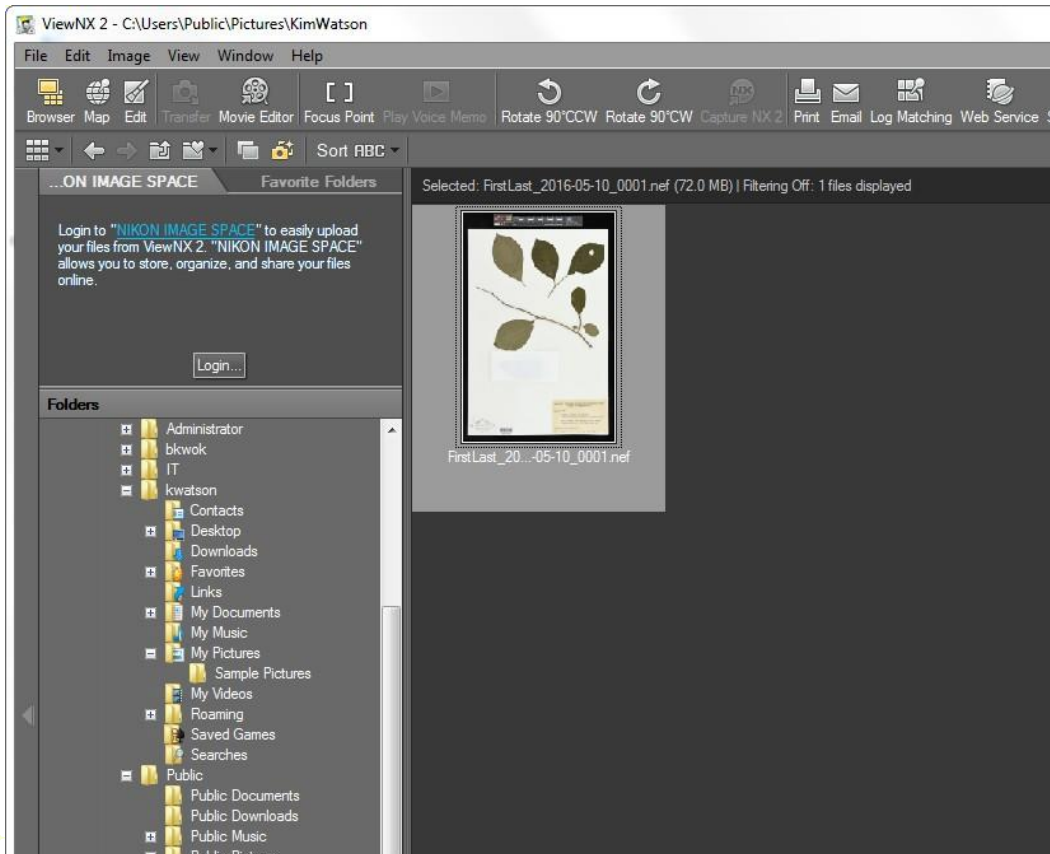 ViewNX 2 - C:\Users\Public\Pictures\KimWatson
File Edit Image View Window Help
Browser Map Edit Transfer Movie Editor Focus Point Play Voice Memo Rotate 90°CCW Rotate 90°CW Capture NX 2 Print Email Log Matching Web Service
Sort ABC
...ON IMAGE SPACE Favorite Folders
Selected: FirstLast_2016-05-10_0001.nef (72.0 MB) | Filtering Off: 1 files displayed
Login to "NIKON IMAGE SPACE" to easily upload
your files from ViewNX 2. "NIKON IMAGE SPACE"
allows you to store, organize, and share your files
online.
Login...
FirstLast_20...-05-10_0001.nef
Folders
Administrator
bkwok
IT
kwatson
Contacts
Desktop
Downloads
Favorites
Links
My Documents
My Music
My Pictures
Sample Pictures
My Videos
Roaming
Saved Games
Searches
Public
Public Documents
Public Downloads
Public Music